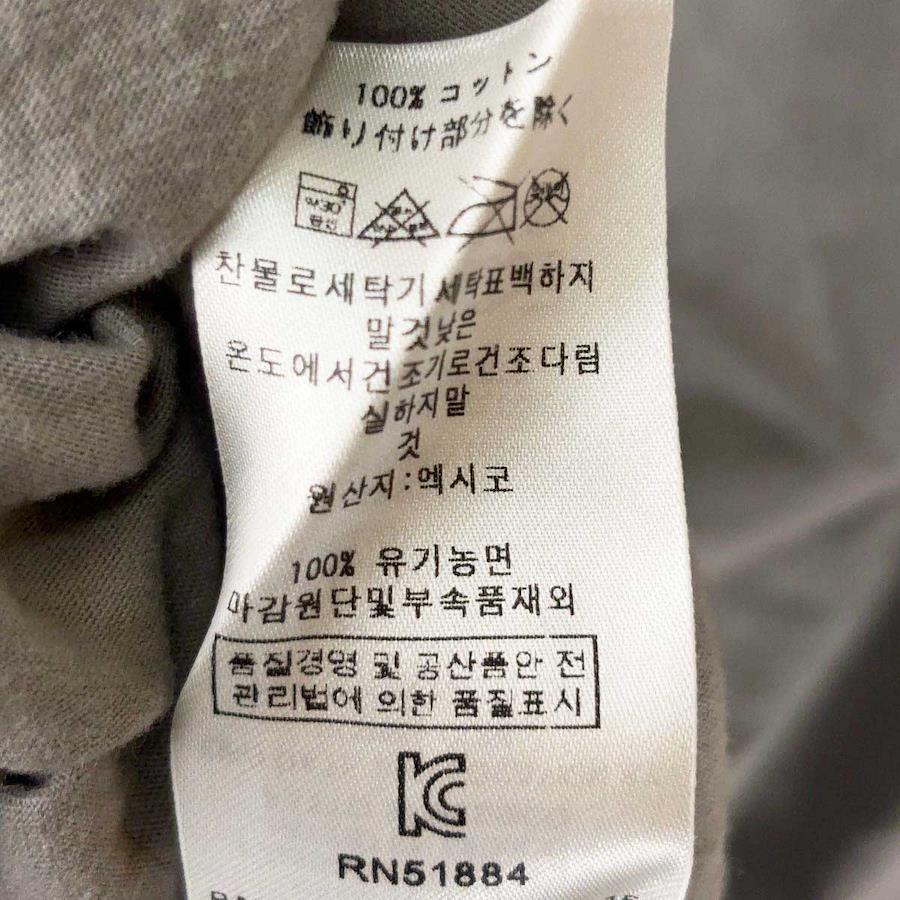 100% コットン
飾り付け部分を除く
찬물로세탁기세탁표백하지
말것낮은
온도에서건조기로건조다림
실하지말
것
원산지:멕시코
100% 유기농면
마감원단및부속품재외
품질경영 및 공산품안전
관리법에 의한 품질표시
RN51884